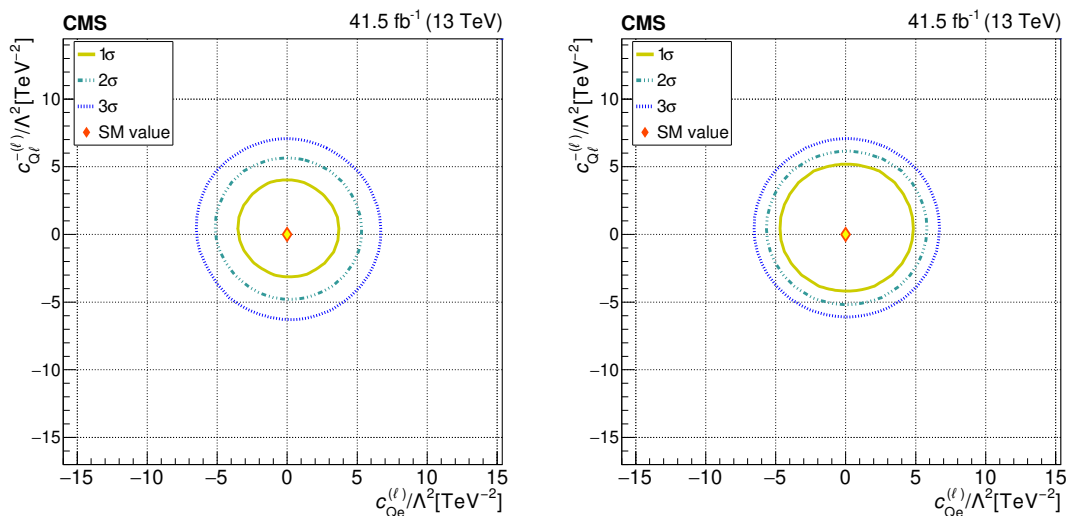 CMS 41.5 fb⁻¹ (13 TeV)
1σ
2σ
3σ
SM value
c_{Qℓ}^{-(ℓ)}/Λ² [TeV⁻²]
10
5
0
−5
−10
−15
−15 −10 −5 0 5 10 15
c_{Qe}^{(ℓ)}/Λ² [TeV⁻²]
CMS 41.5 fb⁻¹ (13 TeV)
1σ
2σ
3σ
SM value
c_{Qℓ}^{-(ℓ)}/Λ² [TeV⁻²]
10
5
0
−5
−10
−15
−15 −10 −5 0 5 10 15
c_{Qe}^{(ℓ)}/Λ² [TeV⁻²]